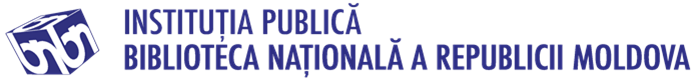 INSTITUȚIA PUBLICĂ
BIBLIOTECA NAȚIONALĂ A REPUBLICII MOLDOVA